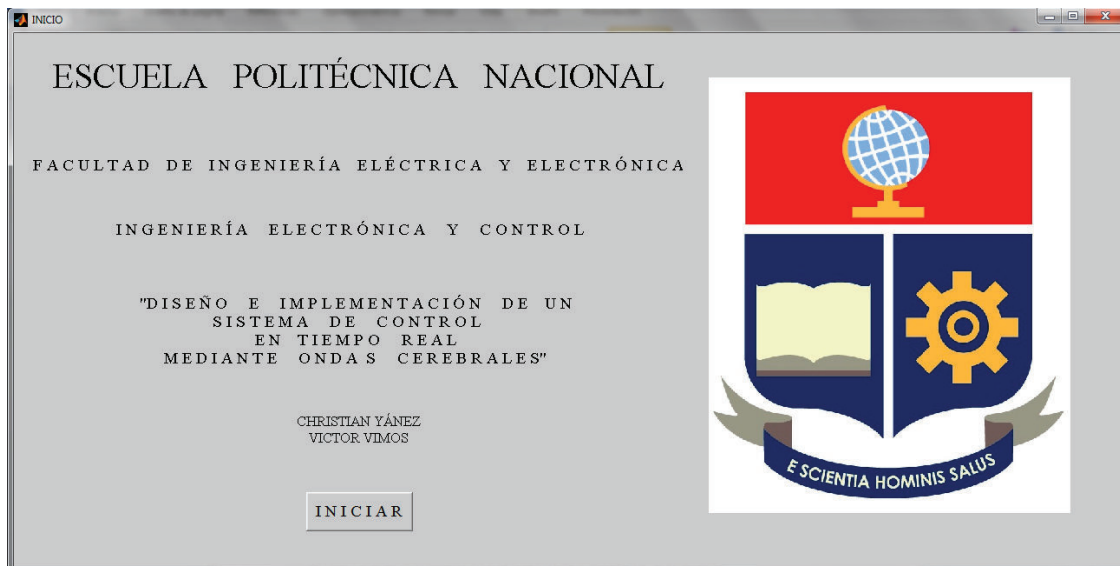 INICIO
ESCUELA POLITÉCNICA NACIONAL
FACULTAD DE INGENIERÍA ELÉCTRICA Y ELECTRÓNICA
INGENIERÍA ELECTRÓNICA Y CONTROL
"DISEÑO E IMPLEMENTACIÓN DE UN
SISTEMA DE CONTROL
EN TIEMPO REAL
MEDIANTE ONDAS CEREBRALES"
CHRISTIAN YÁNEZ
VICTOR VIMOS
INICIAR
E SCIENTIA HOMINIS SALUS